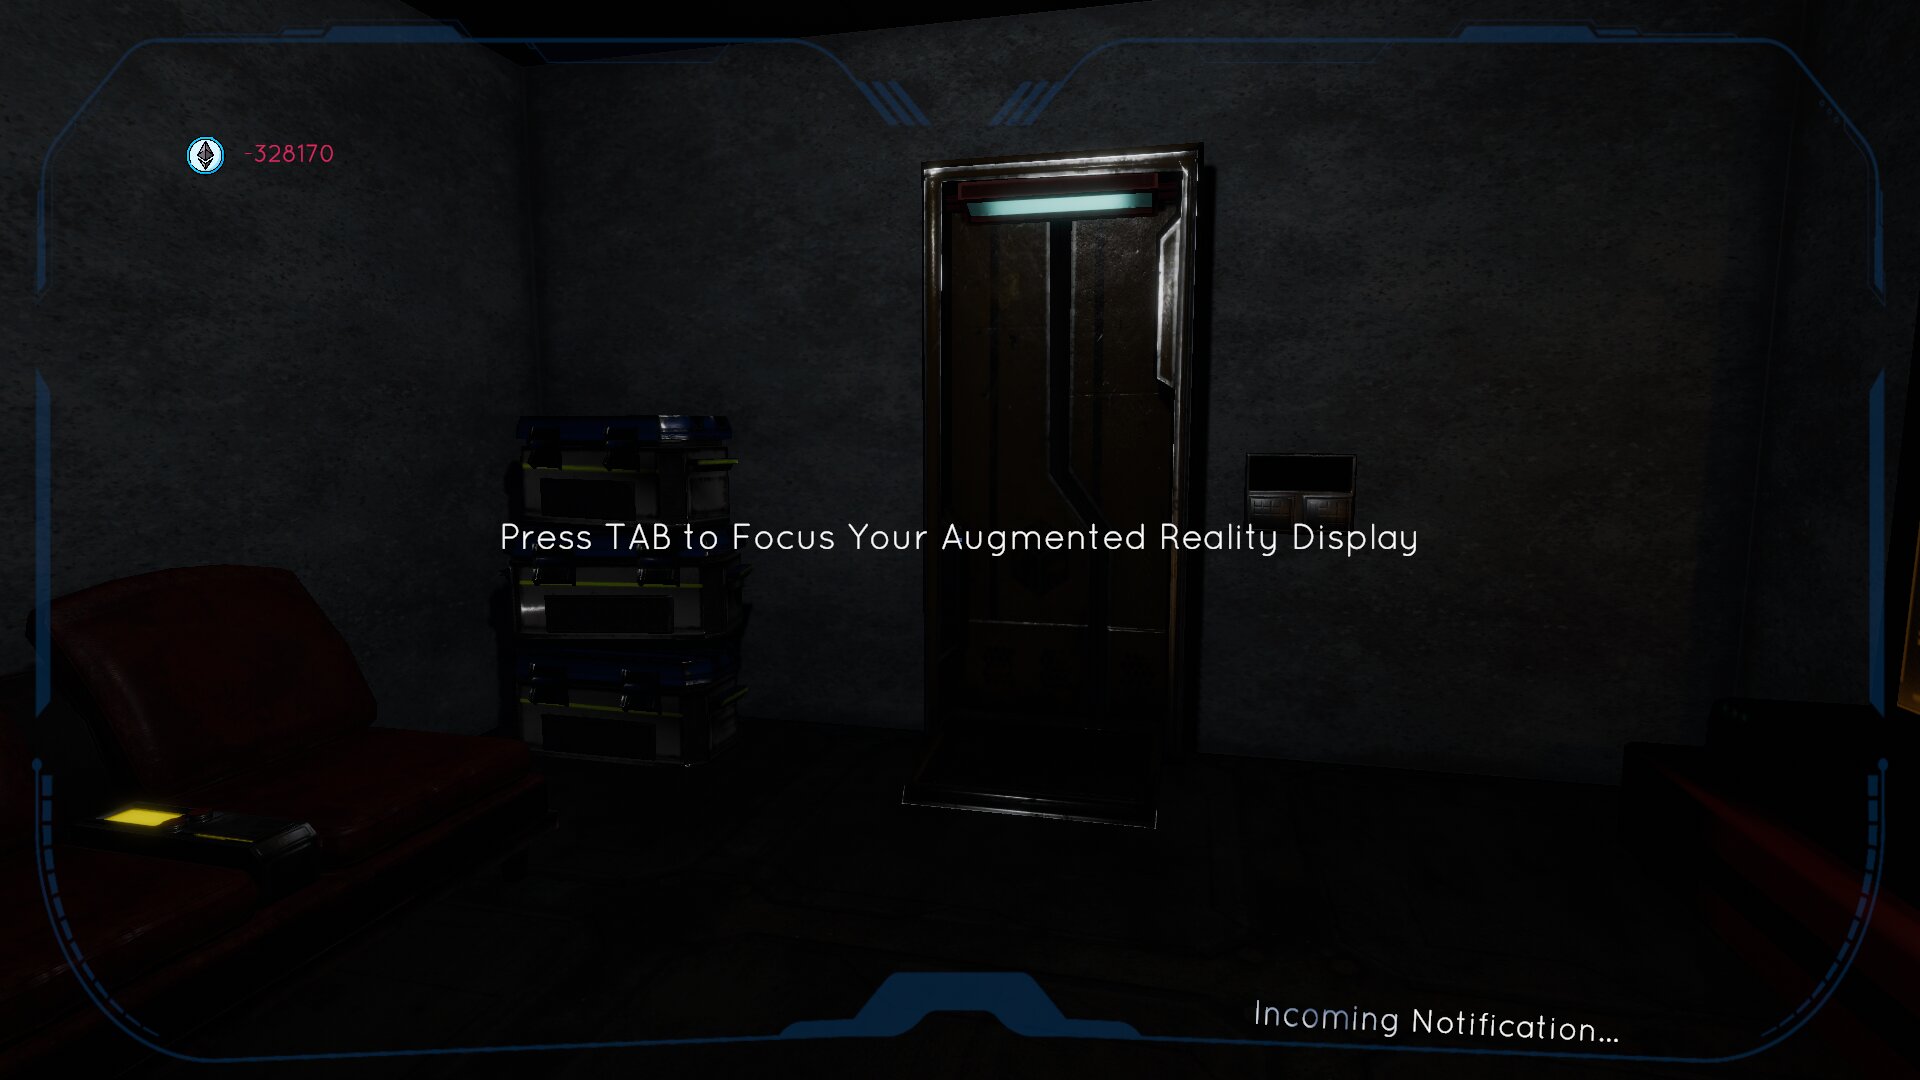 -328170
Press TAB to Focus Your Augmented Reality Display
Incoming Notification...